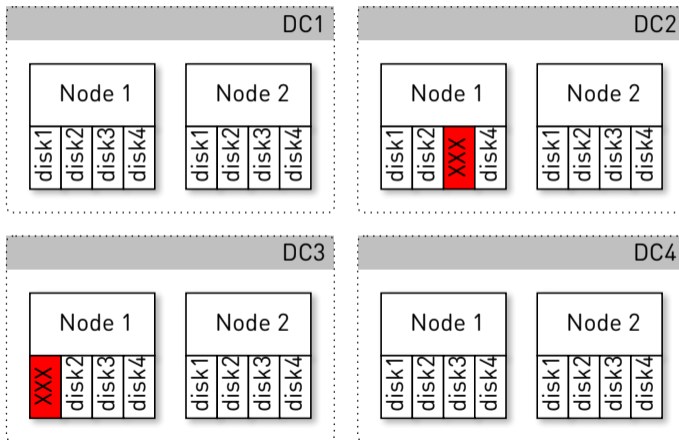 DC1
Node 1
Node 2
disk1 disk2 disk3 disk4
disk1 disk2 disk3 disk4
DC2
Node 1
Node 2
disk1 disk2 XXX disk4
disk1 disk2 disk3 disk4
DC3
Node 1
Node 2
XXX disk2 disk3 disk4
disk1 disk2 disk3 disk4
DC4
Node 1
Node 2
disk1 disk2 disk3 disk4
disk1 disk2 disk3 disk4